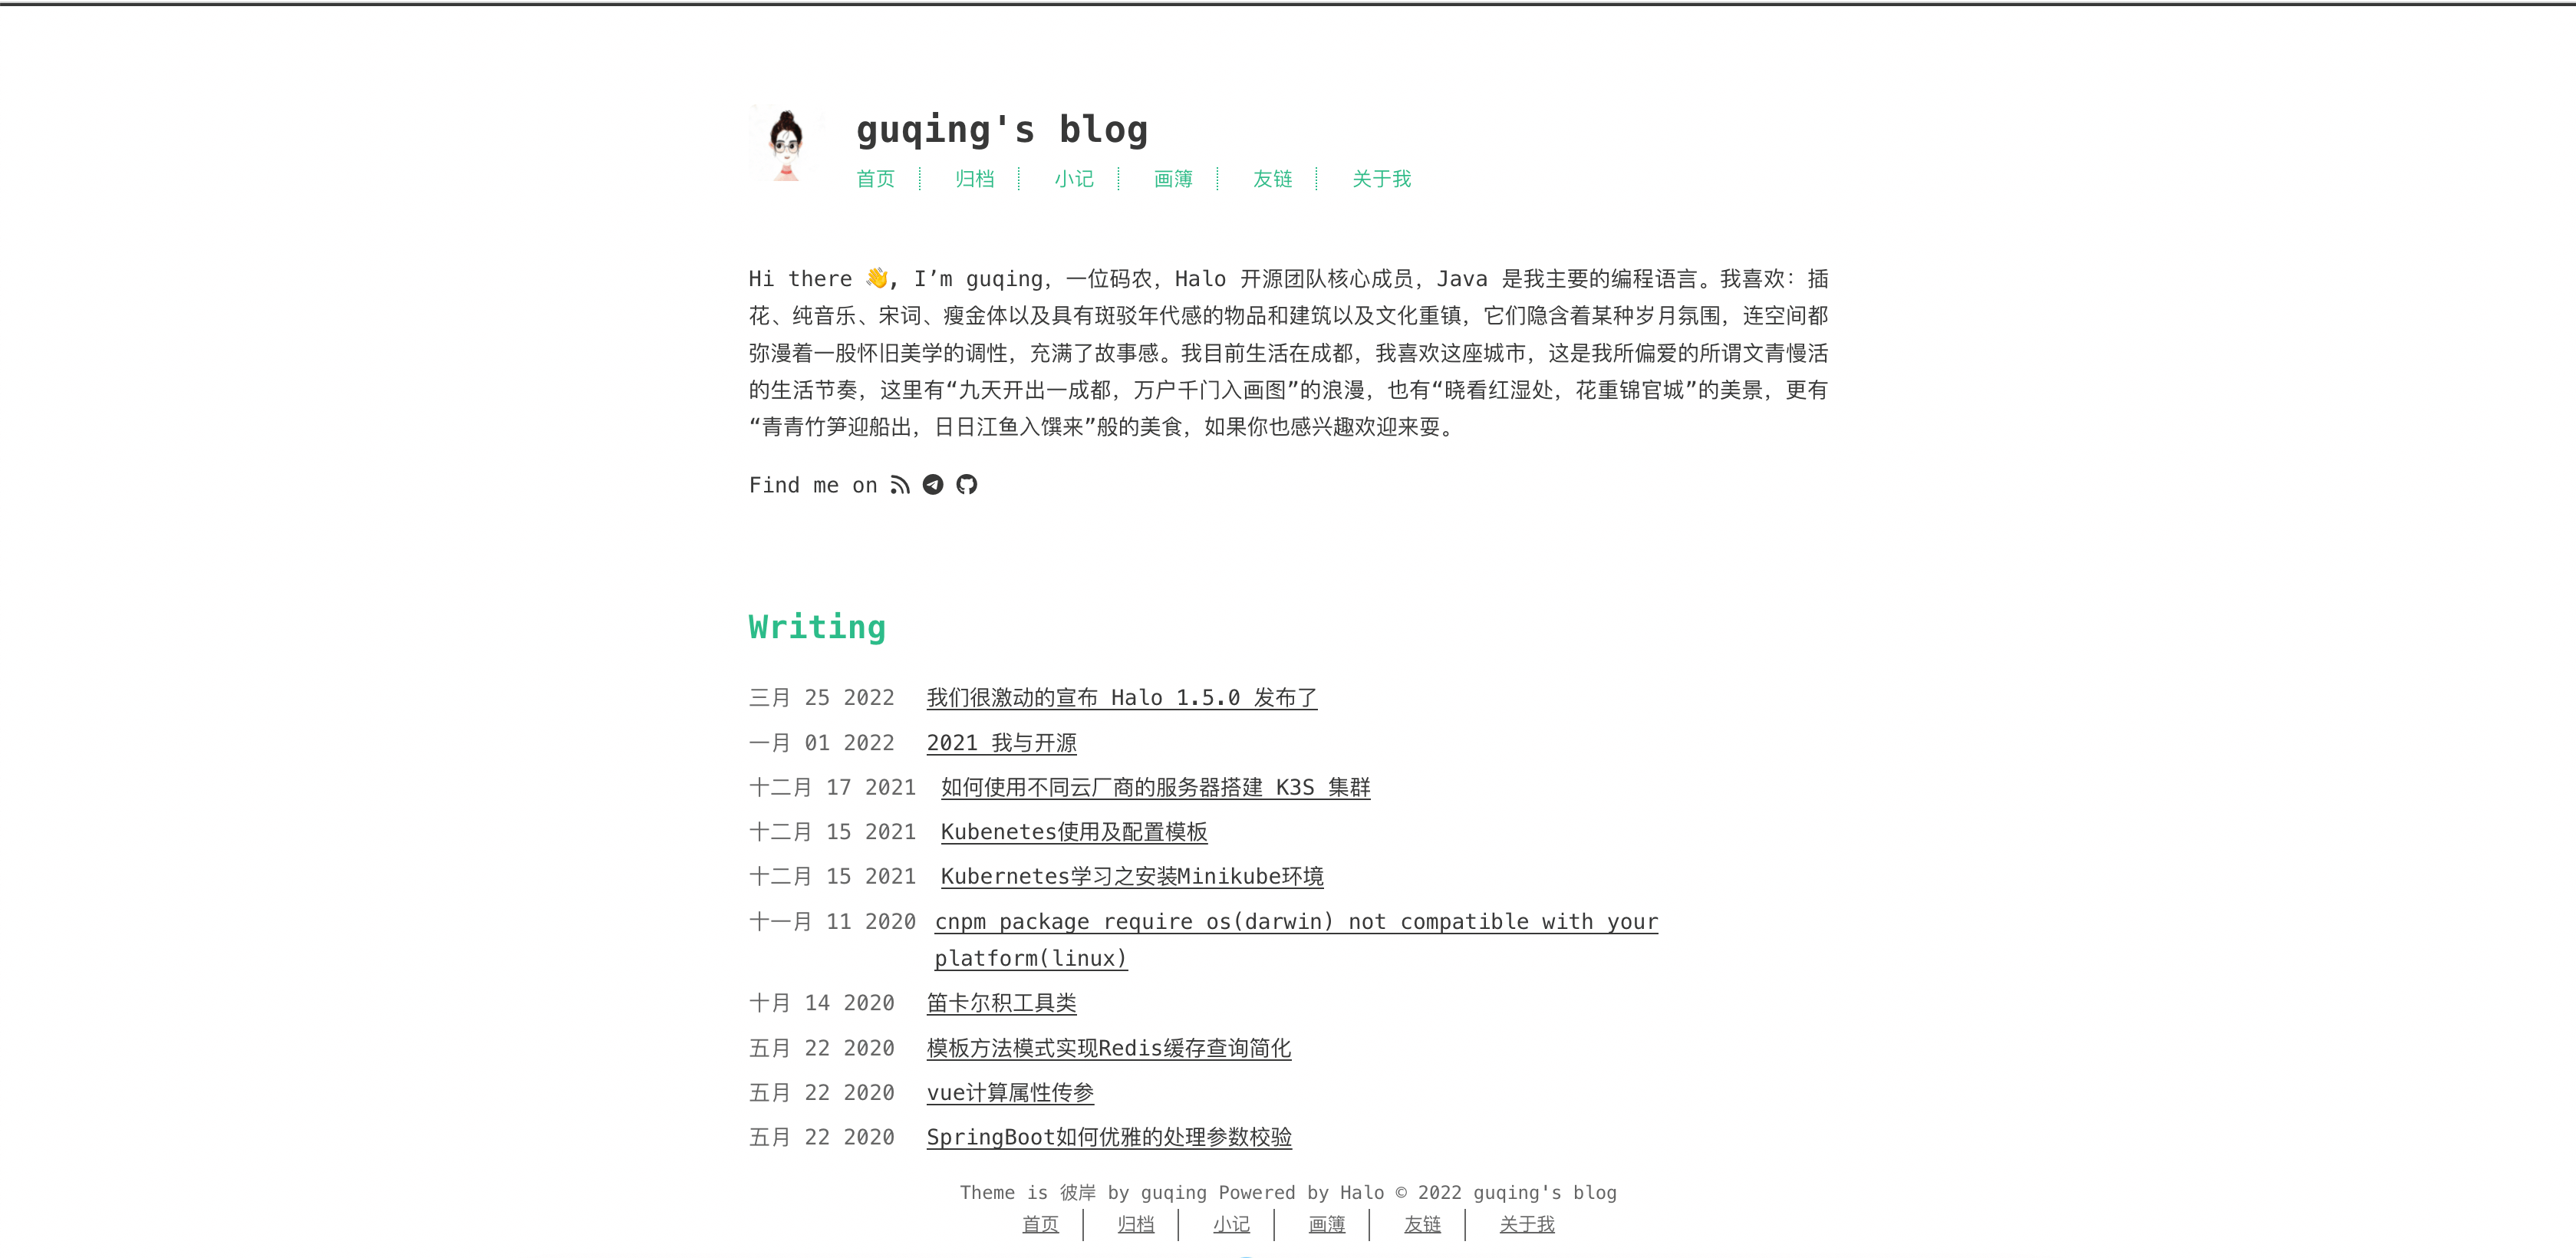 guqing's blog
首页 归档 小记 画簿 友链 关于我
Hi there 👋, I’m guqing，一位码农，Halo 开源团队核心成员，Java 是我主要的编程语言。我喜欢：插
花、纯音乐、宋词、瘦金体以及具有斑驳年代感的物品和建筑以及文化重镇，它们隐含着某种岁月氛围，连空间都
弥漫着一股怀旧美学的调性，充满了故事感。我目前生活在成都，我喜欢这座城市，这是我所偏爱的所谓文青慢活
的生活节奏，这里有“九天开出一成都，万户千门入画图”的浪漫，也有“晓看红湿处，花重锦官城”的美景，更有
“青青竹笋迎船出，日日江鱼入馔来”般的美食，如果你也感兴趣欢迎来耍。
Find me on
Writing
三月 25 2022 我们很激动的宣布 Halo 1.5.0 发布了
一月 01 2022 2021 我与开源
十二月 17 2021 如何使用不同云厂商的服务器搭建 K3S 集群
十二月 15 2021 Kubenetes使用及配置模板
十二月 15 2021 Kubernetes学习之安装Minikube环境
十一月 11 2020 cnpm package require os(darwin) not compatible with your
platform(linux)
十月 14 2020 笛卡尔积工具类
五月 22 2020 模板方法模式实现Redis缓存查询简化
五月 22 2020 vue计算属性传参
五月 22 2020 SpringBoot如何优雅的处理参数校验
Theme is 彼岸 by guqing Powered by Halo © 2022 guqing's blog
首页 归档 小记 画簿 友链 关于我